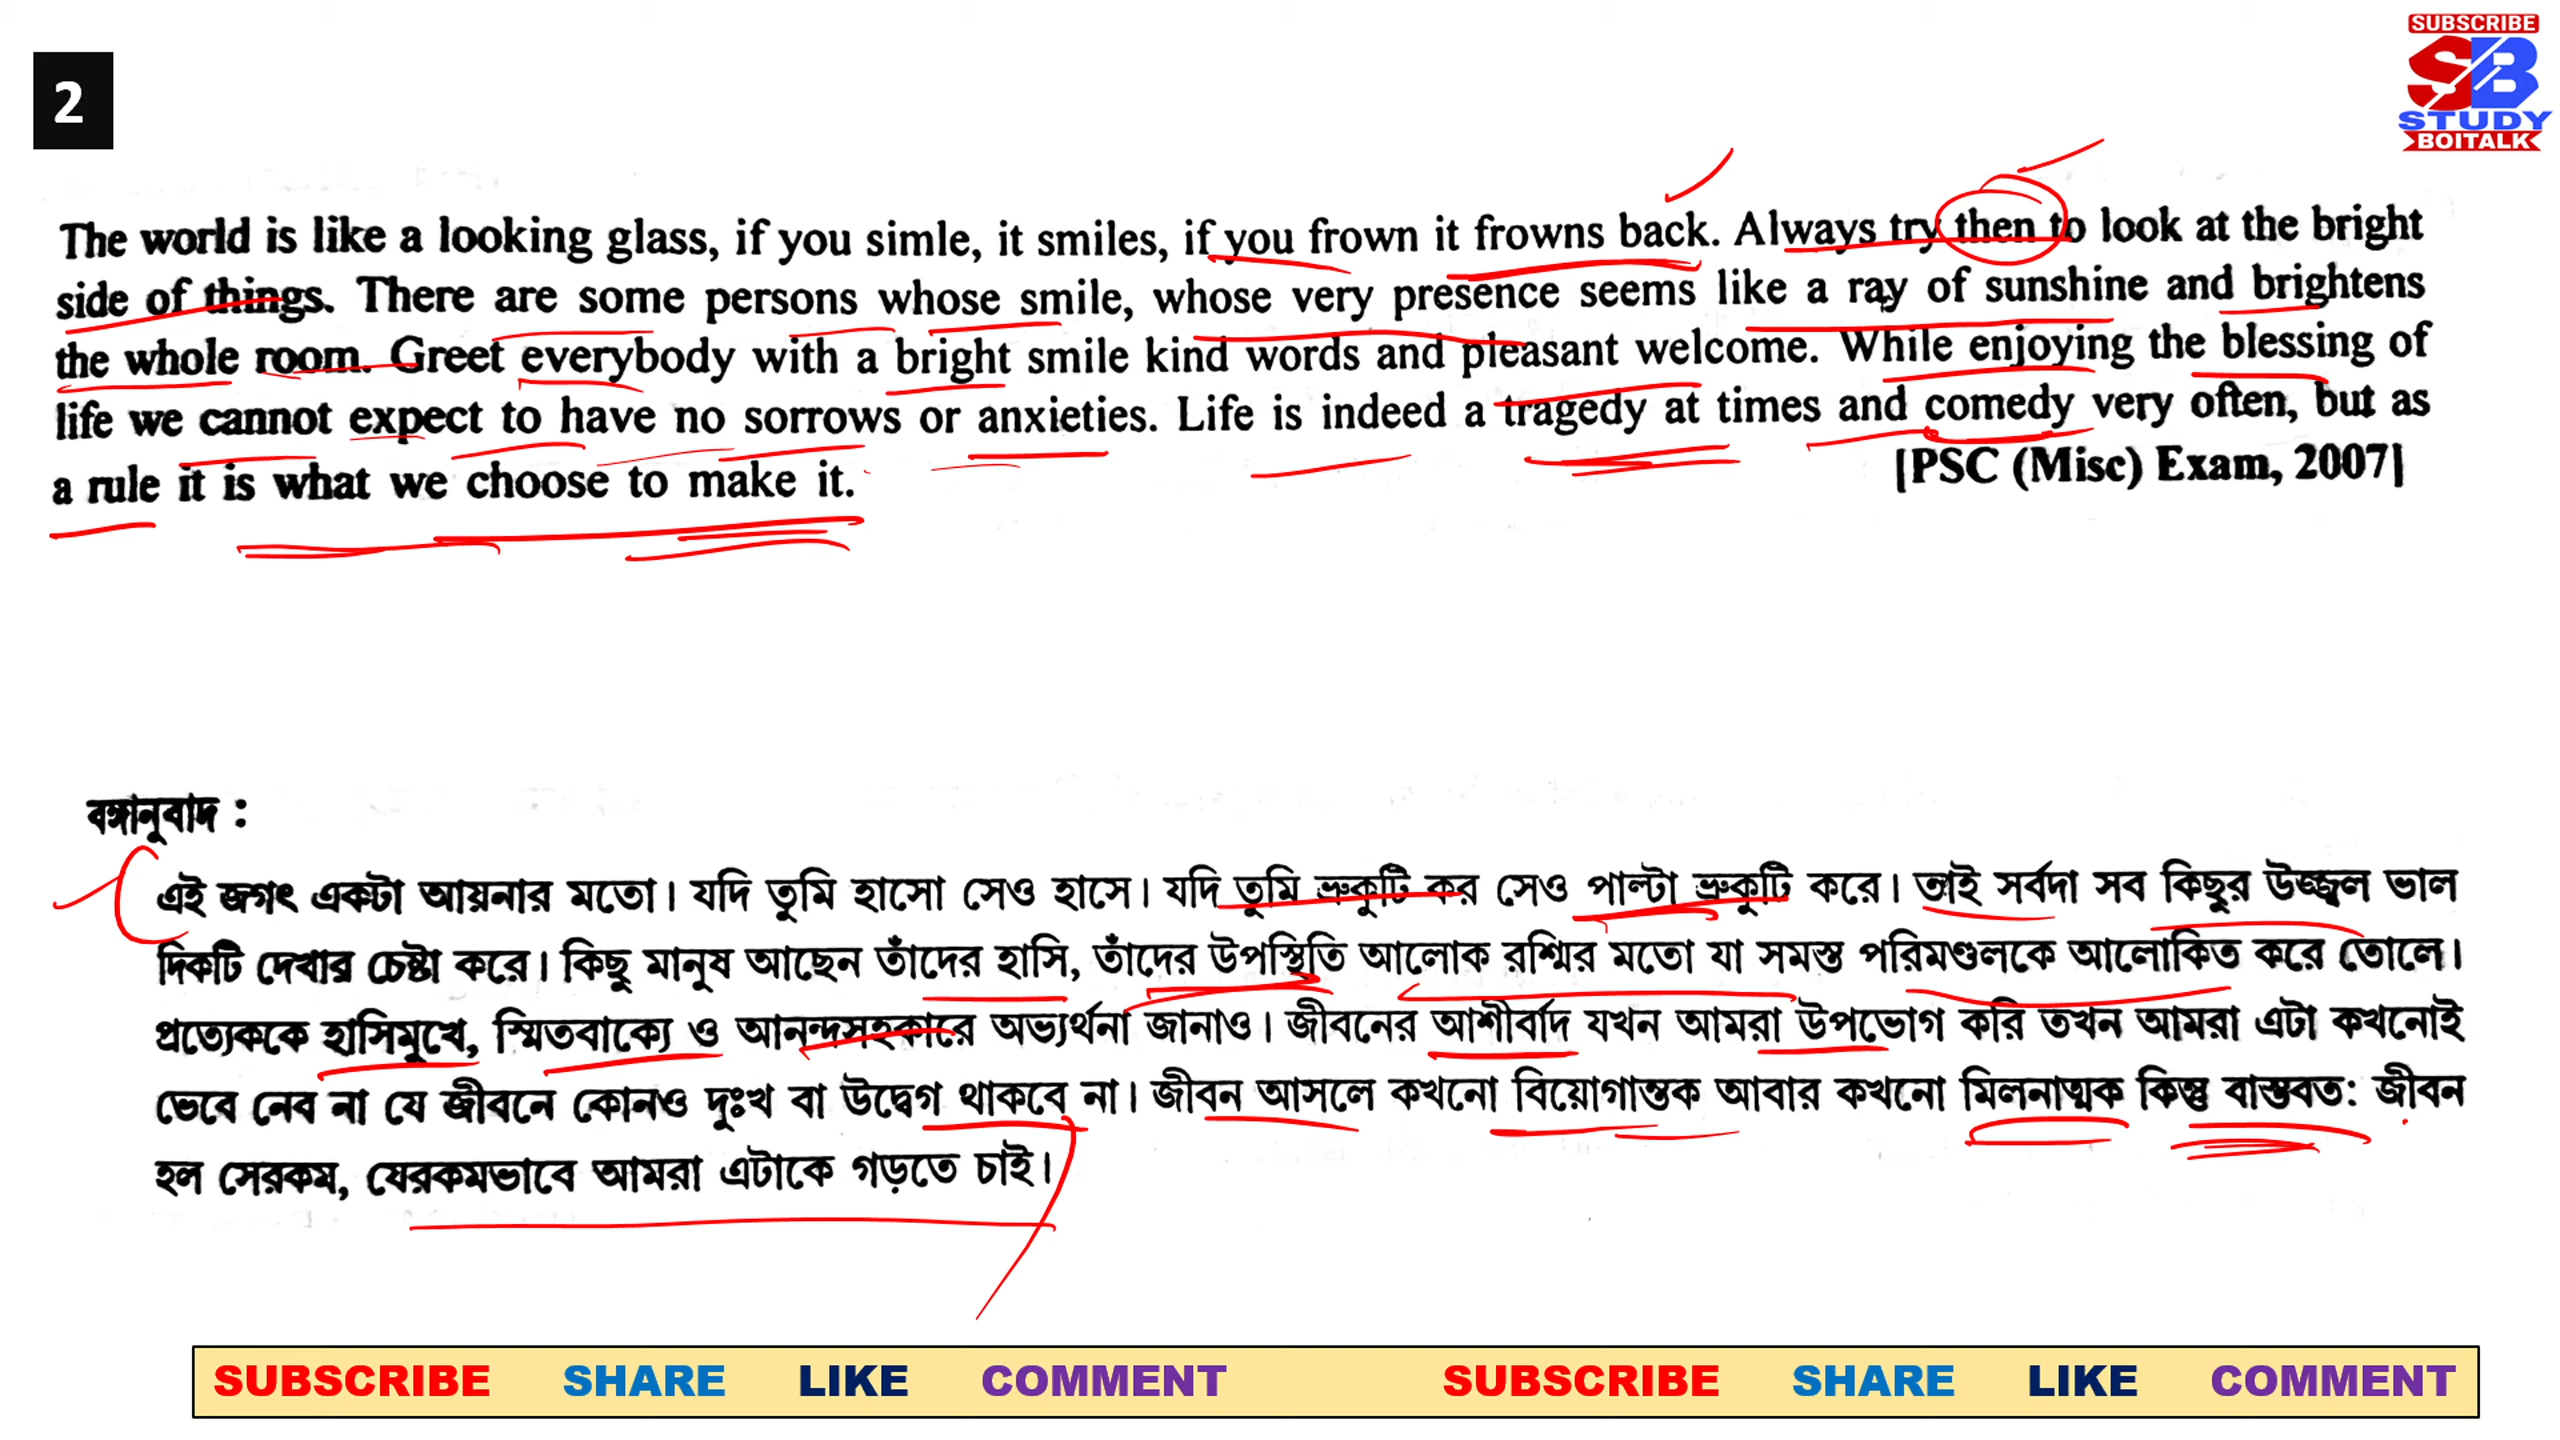 SUBSCRIBE
SB
STUDY
BOITALK
2
The world is like a looking glass, if you simle, it smiles, if you frown it frowns back. Always try then to look at the bright
side of things. There are some persons whose smile, whose very presence seems like a ray of sunshine and brightens
the whole room. Greet everybody with a bright smile kind words and pleasant welcome. While enjoying the blessing of
life we cannot expect to have no sorrows or anxieties. Life is indeed a tragedy at times and comedy very often, but as
a rule it is what we choose to make it. [PSC (Misc) Exam, 2007]
বঙ্গানুবাদ :
এই জগৎ একটা আয়নার মতো। যদি তুমি হাসো সেও হাসে। যদি তুমি ভ্রুকুটি কর সেও পাল্টা ভ্রুকুটি করে। তাই সর্বদা সব কিছুর উজ্জ্বল ভাল
দিকটি দেখার চেষ্টা করে। কিছু মানুষ আছেন তাঁদের হাসি, তাঁদের উপস্থিতি আলোক রশ্মির মতো যা সমস্ত পরিমণ্ডলকে আলোকিত করে তোলে।
প্রত্যেককে হাসিমুখে, স্মিতবাক্যে ও আনন্দসহকারে অভ্যর্থনা জানাও। জীবনের আশীর্বাদ যখন আমরা উপভোগ করি তখন আমরা এটা কখনোই
ভেবে নেব না যে জীবনে কোনও দুঃখ বা উদ্বেগ থাকবে না। জীবন আসলে কখনো বিয়োগান্তক আবার কখনো মিলনাত্মক কিন্তু বাস্তবত: জীবন
হল সেরকম, যেরকমভাবে আমরা এটাকে গড়তে চাই।
SUBSCRIBE SHARE LIKE COMMENT SUBSCRIBE SHARE LIKE COMMENT